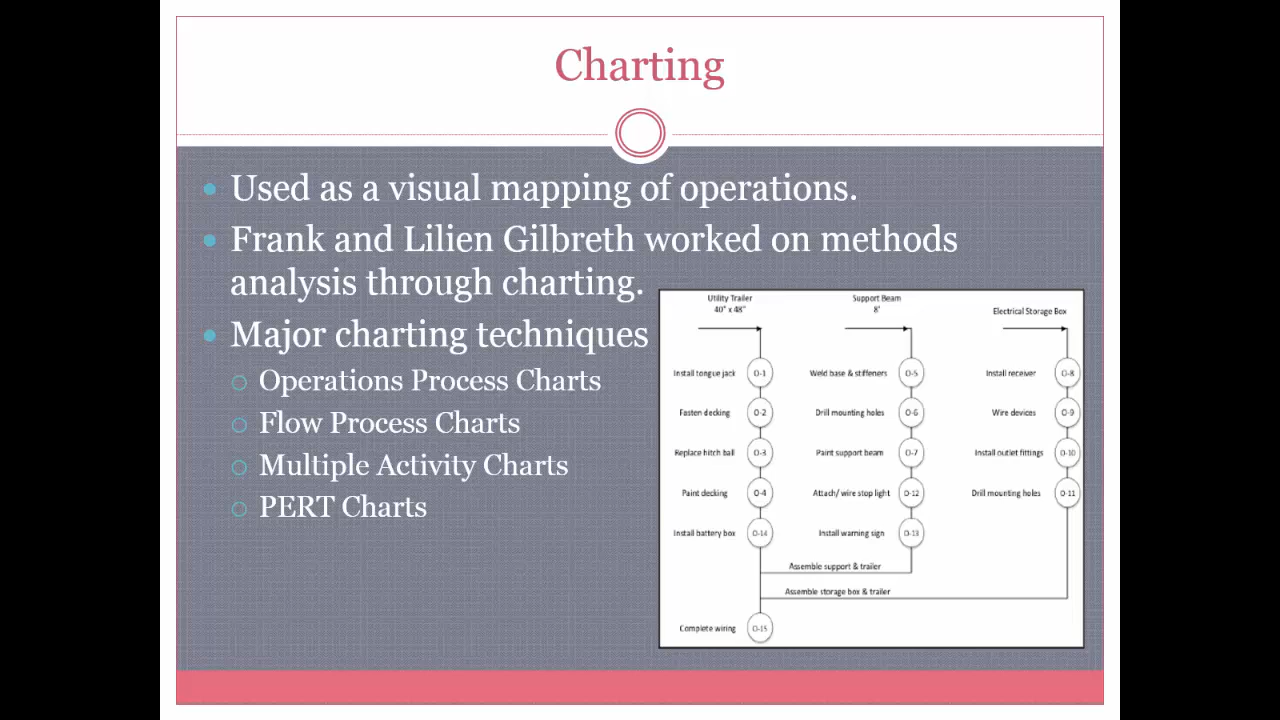 Charting
Used as a visual mapping of operations.
Frank and Lilien Gilbreth worked on methods
analysis through charting.
Major charting techniques
Operations Process Charts
Flow Process Charts
Multiple Activity Charts
PERT Charts
Utility Trailer
40" x 48"
Support Beam
8'
Electrical Storage Box
Install tongue jack O-1 Weld base & stiffeners O-5 Install receiver O-8
Fasten decking O-2 Drill mounting holes O-6 Wire devices O-9
Replace hitch ball O-3 Paint support beam O-7 Install outlet fittings O-10
Paint decking O-4 Attach/ wire stop light O-12 Drill mounting holes O-11
Install battery box O-14 Install warning sign O-13
Assemble support & trailer
Assemble storage box & trailer
Complete wiring O-15